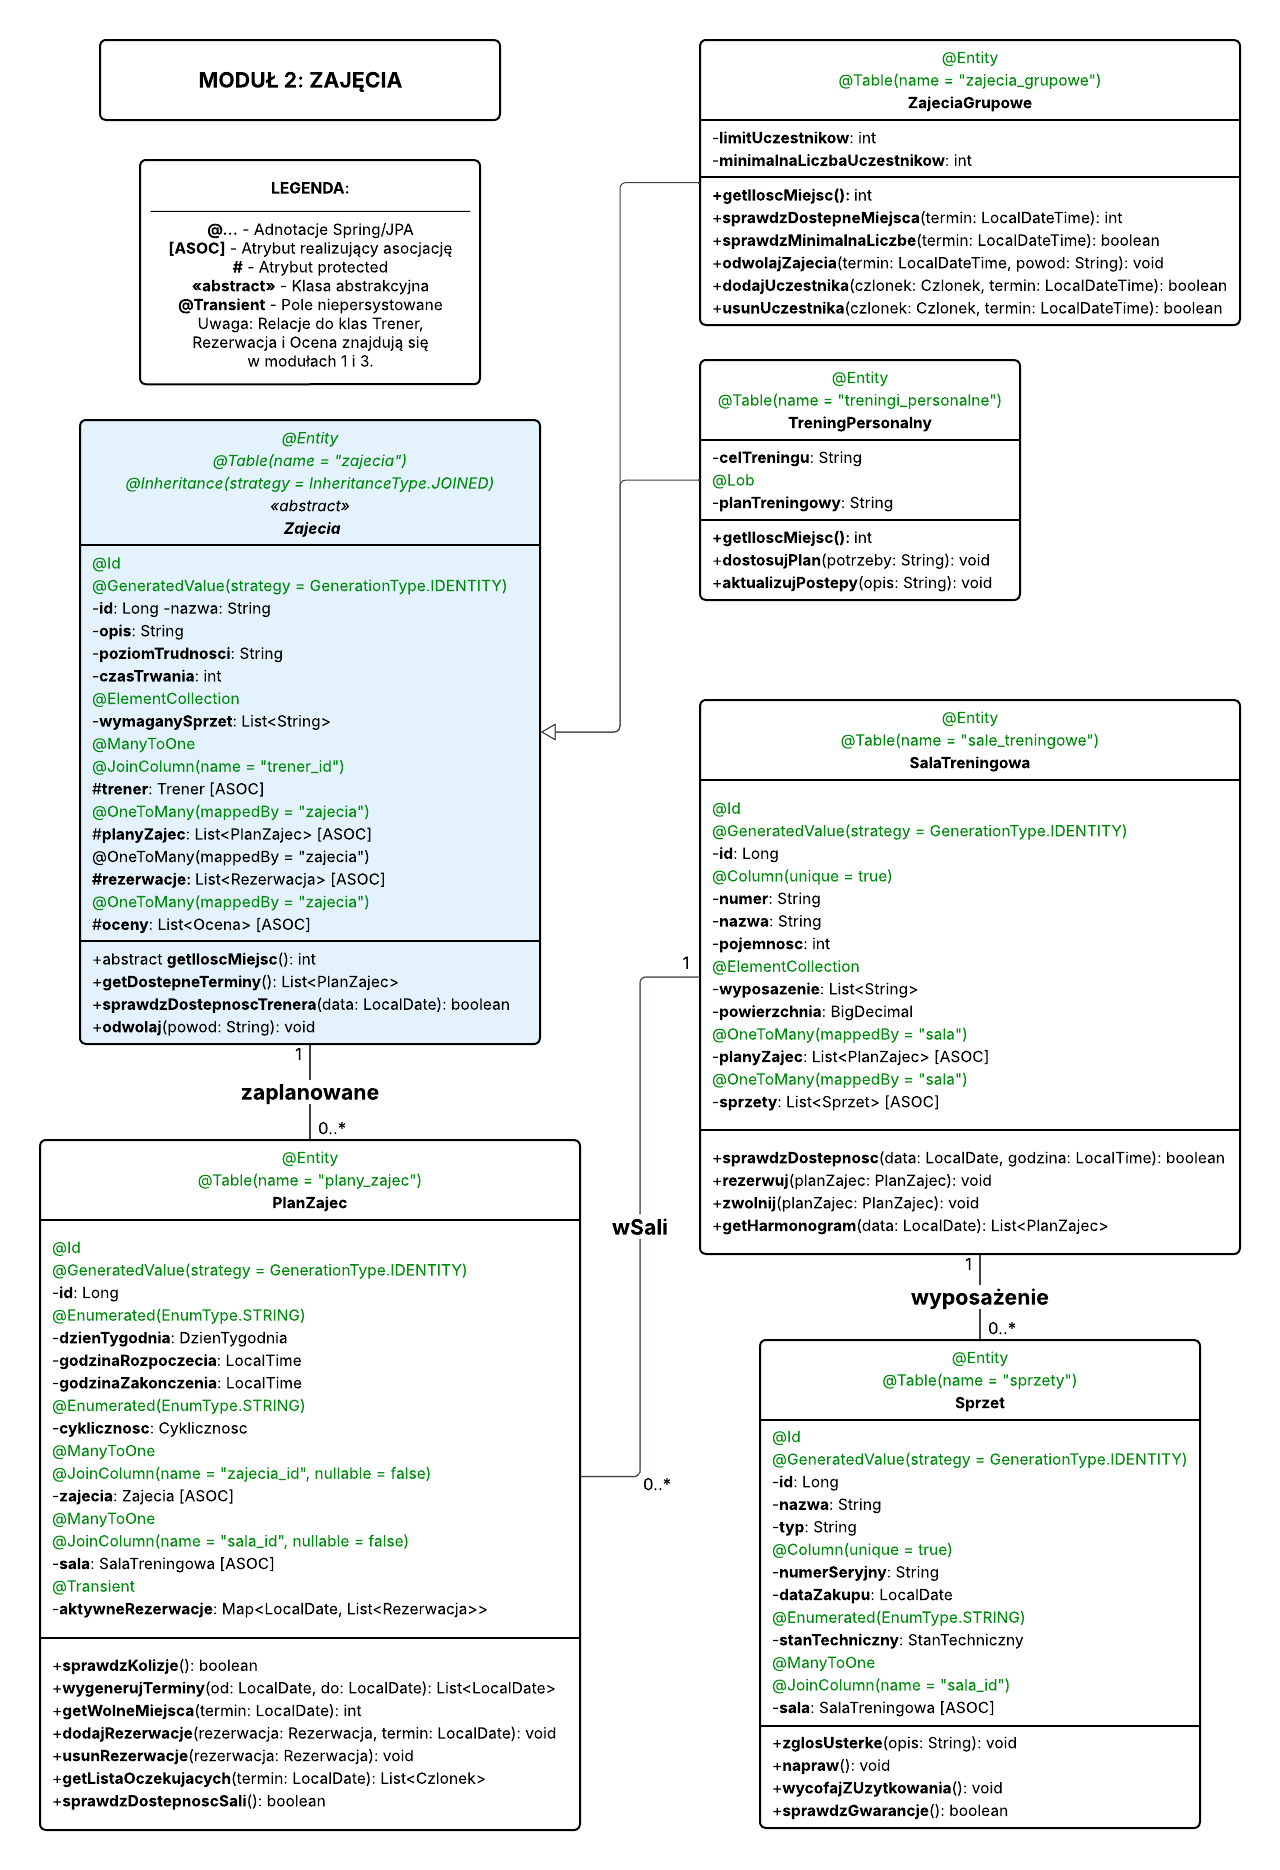 MODUŁ 2: ZAJĘCIA
LEGENDA:
@... - Adnotacje Spring/JPA
[ASOC] - Atrybut realizujący asocjację
# - Atrybut protected
«abstract» - Klasa abstrakcyjna
@Transient - Pole niepersystowane
Uwaga: Relacje do klas Trener,
Rezerwacja i Ocena znajdują się
w modułach 1 i 3.
@Entity
@Table(name = "zajecia_grupowe")
ZajeciaGrupowe
-limitUczestnikow: int
-minimalnaLiczbaUczestnikow: int
+getIloscMiejsc(): int
+sprawdzDostepneMiejsca(termin: LocalDateTime): int
+sprawdzMinimalnaLiczbe(termin: LocalDateTime): boolean
+odwolajZajecia(termin: LocalDateTime, powod: String): void
+dodajUczestnika(czlonek: Czlonek, termin: LocalDateTime): boolean
+usunUczestnika(czlonek: Czlonek, termin: LocalDateTime): boolean
@Entity
@Table(name = "treningi_personalne")
TreningPersonalny
-celTreningu: String
@Lob
-planTreningowy: String
+getIloscMiejsc(): int
+dostosujPlan(potrzeby: String): void
+aktualizujPostepy(opis: String): void
@Entity
@Table(name = "zajecia")
@Inheritance(strategy = InheritanceType.JOINED)
«abstract»
Zajecia
@Id
@GeneratedValue(strategy = GenerationType.IDENTITY)
-id: Long -nazwa: String
-opis: String
-poziomTrudnosci: String
-czasTrwania: int
@ElementCollection
-wymaganySprzet: List<String>
@ManyToOne
@JoinColumn(name = "trener_id")
#trener: Trener [ASOC]
@OneToMany(mappedBy = "zajecia")
#planyZajec: List<PlanZajec> [ASOC]
@OneToMany(mappedBy = "zajecia")
#rezerwacje: List<Rezerwacja> [ASOC]
@OneToMany(mappedBy = "zajecia")
#oceny: List<Ocena> [ASOC]
+abstract getIloscMiejsc(): int
+getDostepneTerminy(): List<PlanZajec>
+sprawdzDostepnoscTrenera(data: LocalDate): boolean
+odwolaj(powod: String): void
1
zaplanowane
0..*
@Entity
@Table(name = "sale_treningowe")
SalaTreningowa
@Id
@GeneratedValue(strategy = GenerationType.IDENTITY)
-id: Long
@Column(unique = true)
-numer: String
-nazwa: String
-pojemnosc: int
@ElementCollection
-wyposazenie: List<String>
-powierzchnia: BigDecimal
@OneToMany(mappedBy = "sala")
-planyZajec: List<PlanZajec> [ASOC]
@OneToMany(mappedBy = "sala")
-sprzety: List<Sprzet> [ASOC]
+sprawdzDostepnosc(data: LocalDate, godzina: LocalTime): boolean
+rezerwuj(planZajec: PlanZajec): void
+zwolnij(planZajec: PlanZajec): void
+getHarmonogram(data: LocalDate): List<PlanZajec>
1
wSali
0..*
1
wyposażenie
0..*
@Entity
@Table(name = "plany_zajec")
PlanZajec
@Id
@GeneratedValue(strategy = GenerationType.IDENTITY)
-id: Long
@Enumerated(EnumType.STRING)
-dzienTygodnia: DzienTygodnia
-godzinaRozpoczecia: LocalTime
-godzinaZakonczenia: LocalTime
@Enumerated(EnumType.STRING)
-cyklicznosc: Cyklicznosc
@ManyToOne
@JoinColumn(name = "zajecia_id", nullable = false)
-zajecia: Zajecia [ASOC]
@ManyToOne
@JoinColumn(name = "sala_id", nullable = false)
-sala: SalaTreningowa [ASOC]
@Transient
-aktywneRezerwacje: Map<LocalDate, List<Rezerwacja>>
+sprawdzKolizje(): boolean
+wygenerujTerminy(od: LocalDate, do: LocalDate): List<LocalDate>
+getWolneMiejsca(termin: LocalDate): int
+dodajRezerwacje(rezerwacja: Rezerwacja, termin: LocalDate): void
+usunRezerwacje(rezerwacja: Rezerwacja): void
+getListaOczekujacych(termin: LocalDate): List<Czlonek>
+sprawdzDostepnoscSali(): boolean
@Entity
@Table(name = "sprzety")
Sprzet
@Id
@GeneratedValue(strategy = GenerationType.IDENTITY)
-id: Long
-nazwa: String
-typ: String
@Column(unique = true)
-numerSeryjny: String
-dataZakupu: LocalDate
@Enumerated(EnumType.STRING)
-stanTechniczny: StanTechniczny
@ManyToOne
@JoinColumn(name = "sala_id")
-sala: SalaTreningowa [ASOC]
+zglosUsterke(opis: String): void
+napraw(): void
+wycofajZUzytkowania(): void
+sprawdzGwarancje(): boolean